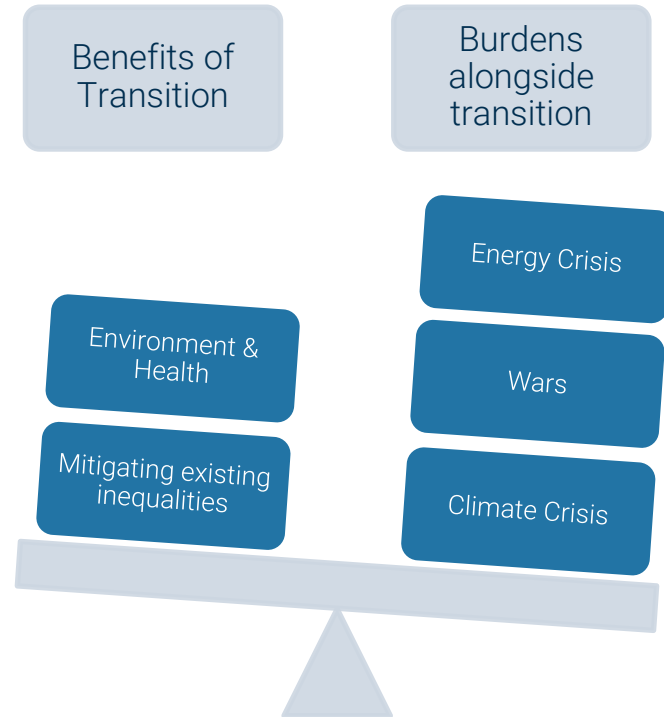 Benefits of
Transition
Burdens
alongside
transition
Environment &
Health
Mitigating existing
inequalities
Energy Crisis
Wars
Climate Crisis